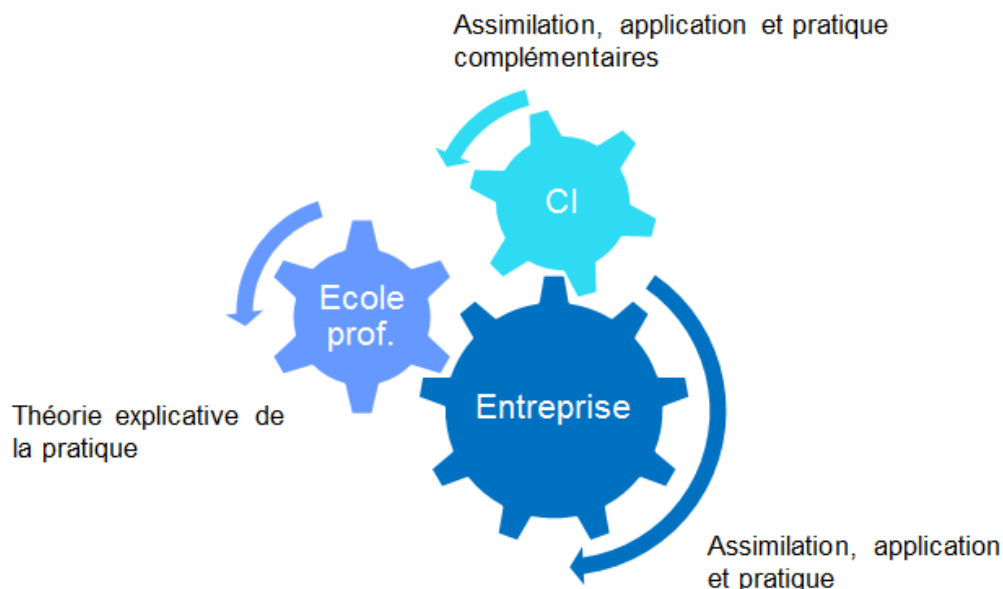 Assimilation, application et pratique
complémentaires
CI
Ecole
prof.
Entreprise
Théorie explicative de
la pratique
Assimilation, application
et pratique